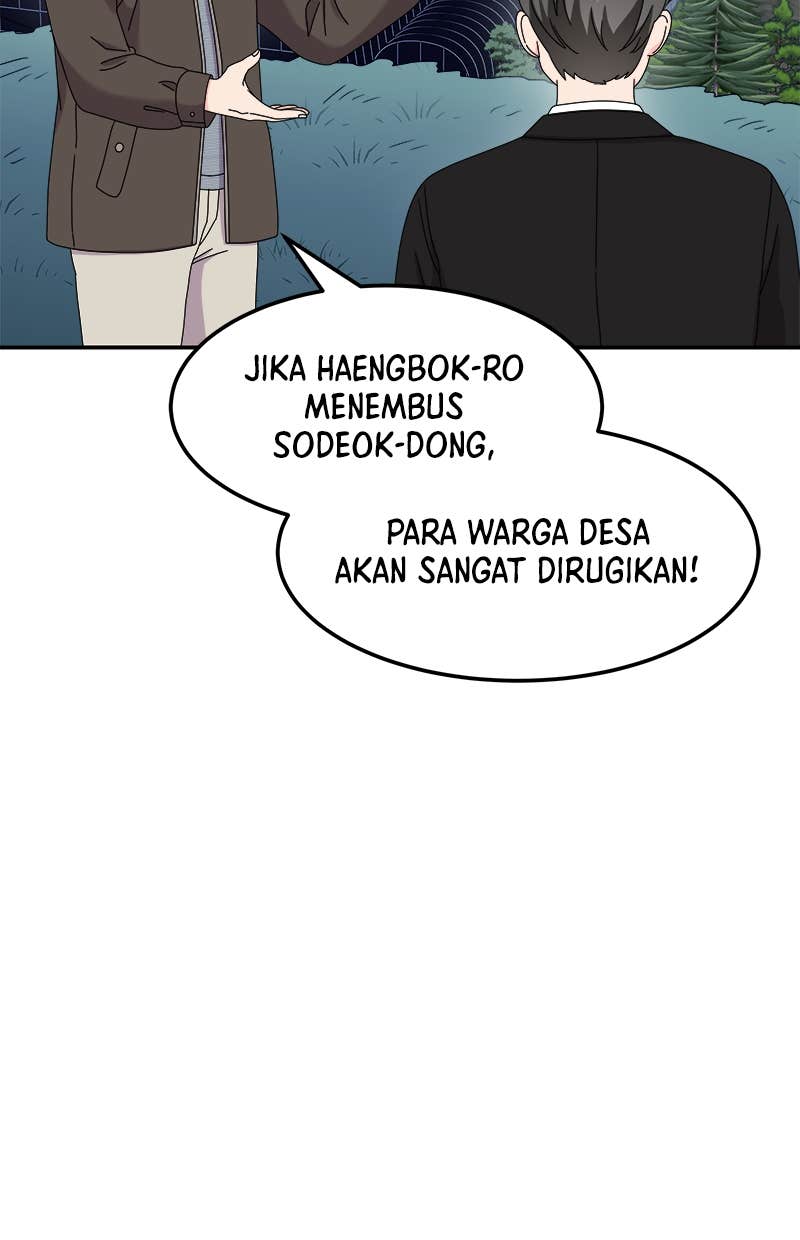 JIKA HAENGBOK-RO
MENEMBUS
SODEOK-DONG,
PARA WARGA DESA
AKAN SANGAT DIRUGIKAN!